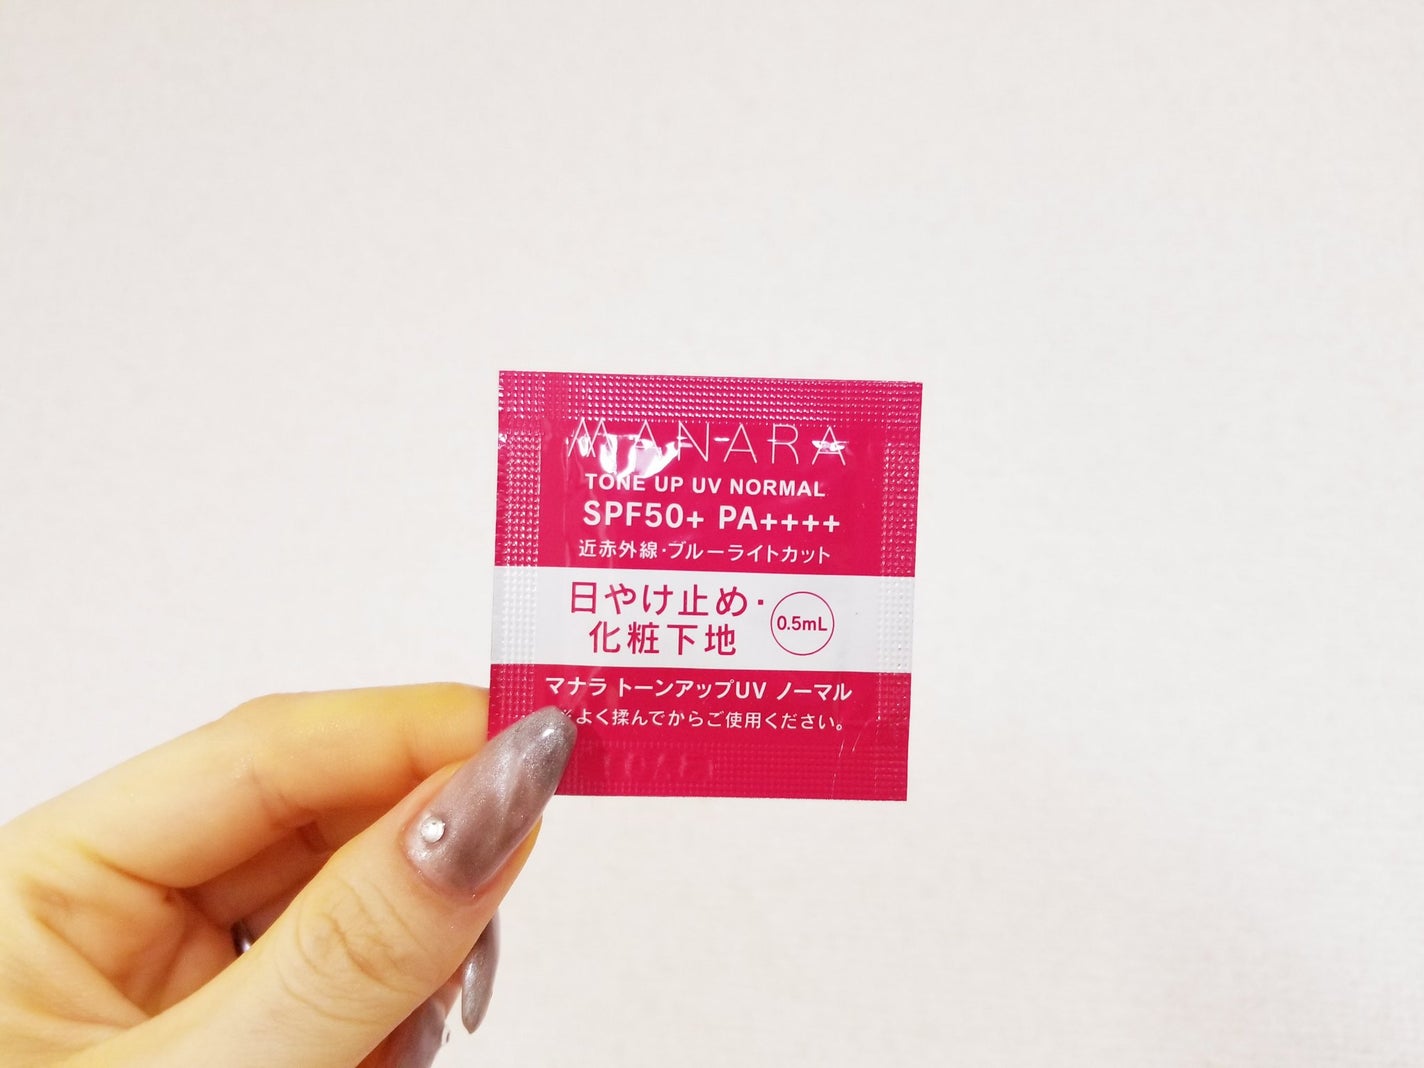 MANARA
TONE UP UV NORMAL
SPF50+ PA++++
近赤外線・ブルーライトカット
日やけ止め・
化粧下地
0.5mL
マナラ トーンアップUV ノーマル
※よく揉んでからご使用ください。